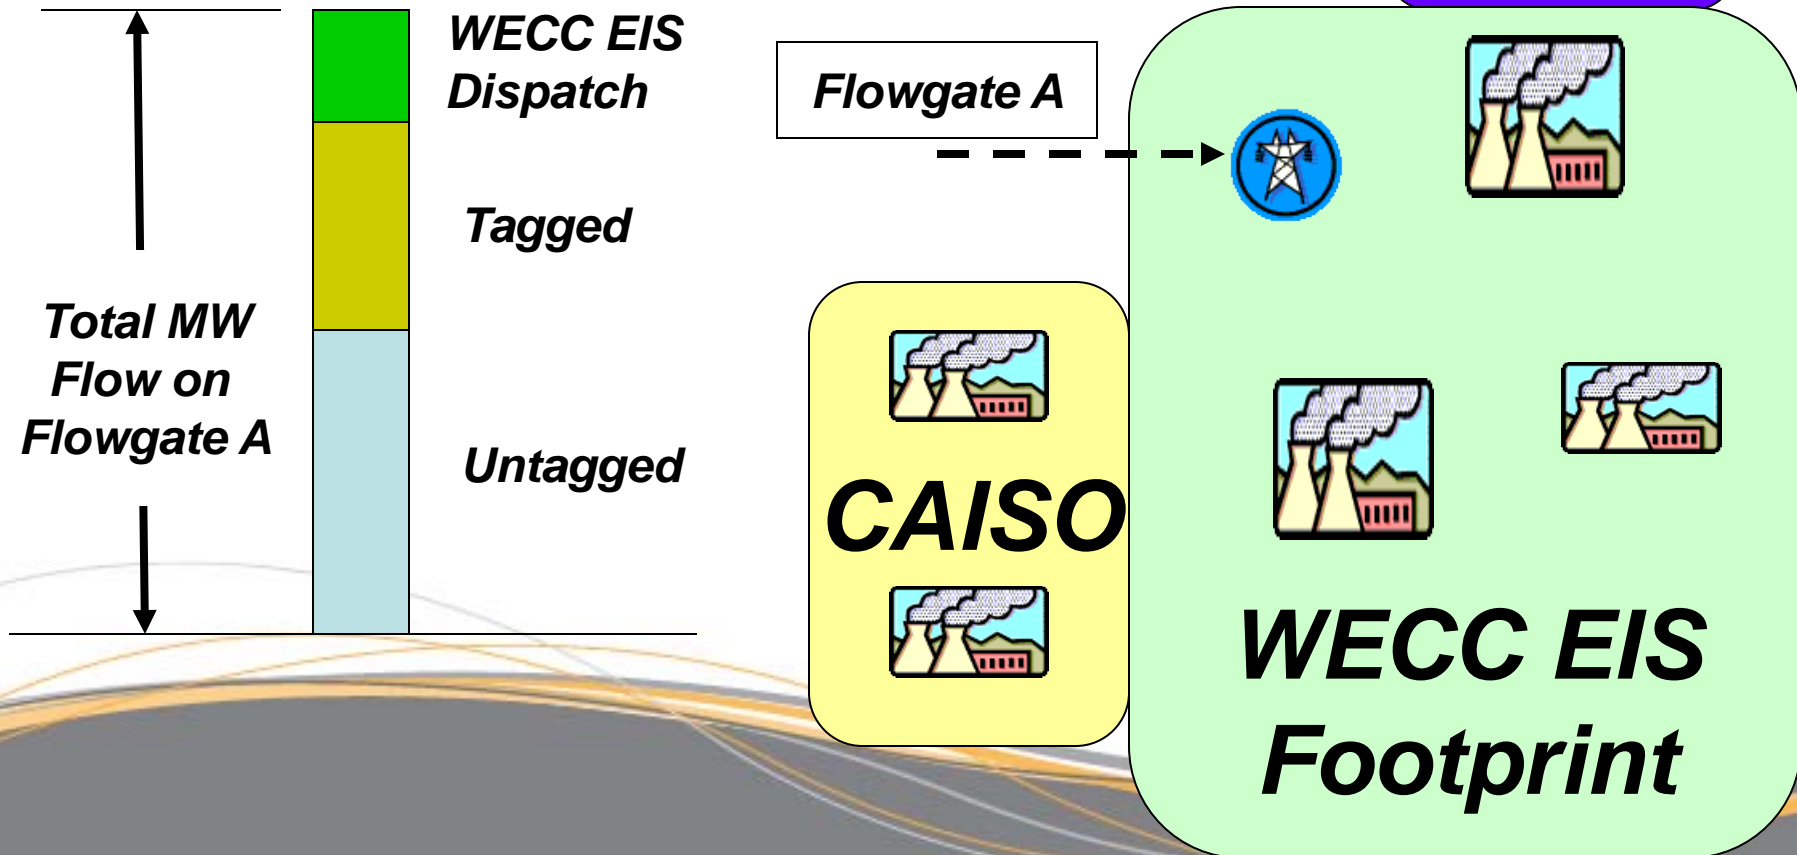 WECC EIS
Dispatch
Tagged
Total MW
Flow on
Flowgate A
Untagged
Flowgate A
CAISO
WECC EIS
Footprint